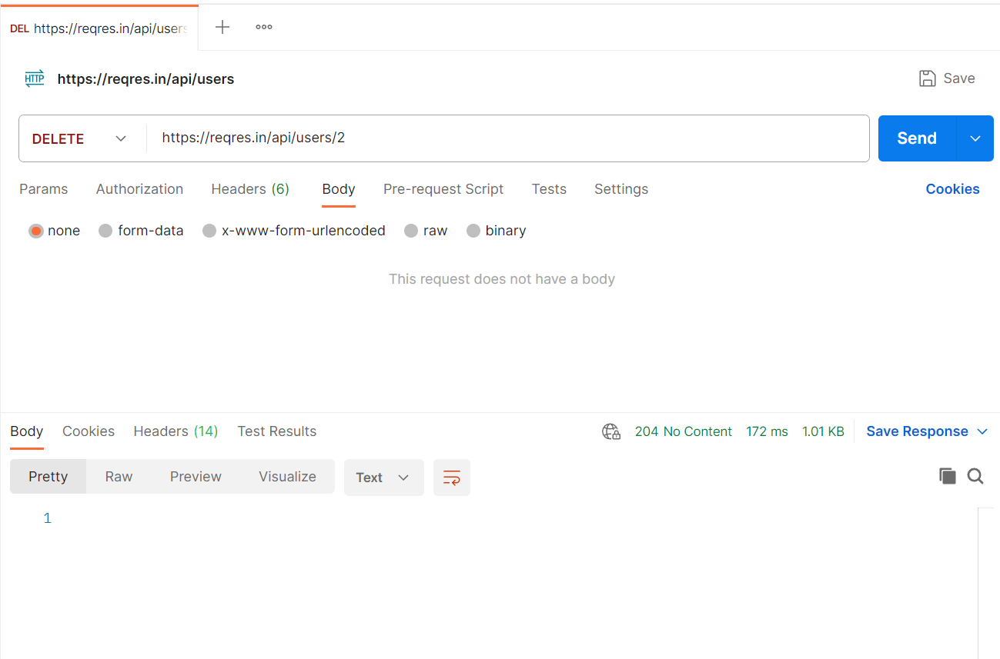 DEL https://reqres.in/api/users
HTTP https://reqres.in/api/users Save
DELETE https://reqres.in/api/users/2 Send
Params Authorization Headers (6) Body Pre-request Script Tests Settings Cookies
none form-data x-www-form-urlencoded raw binary
This request does not have a body
Body Cookies Headers (14) Test Results 204 No Content 172 ms 1.01 KB Save Response
Pretty Raw Preview Visualize Text
1